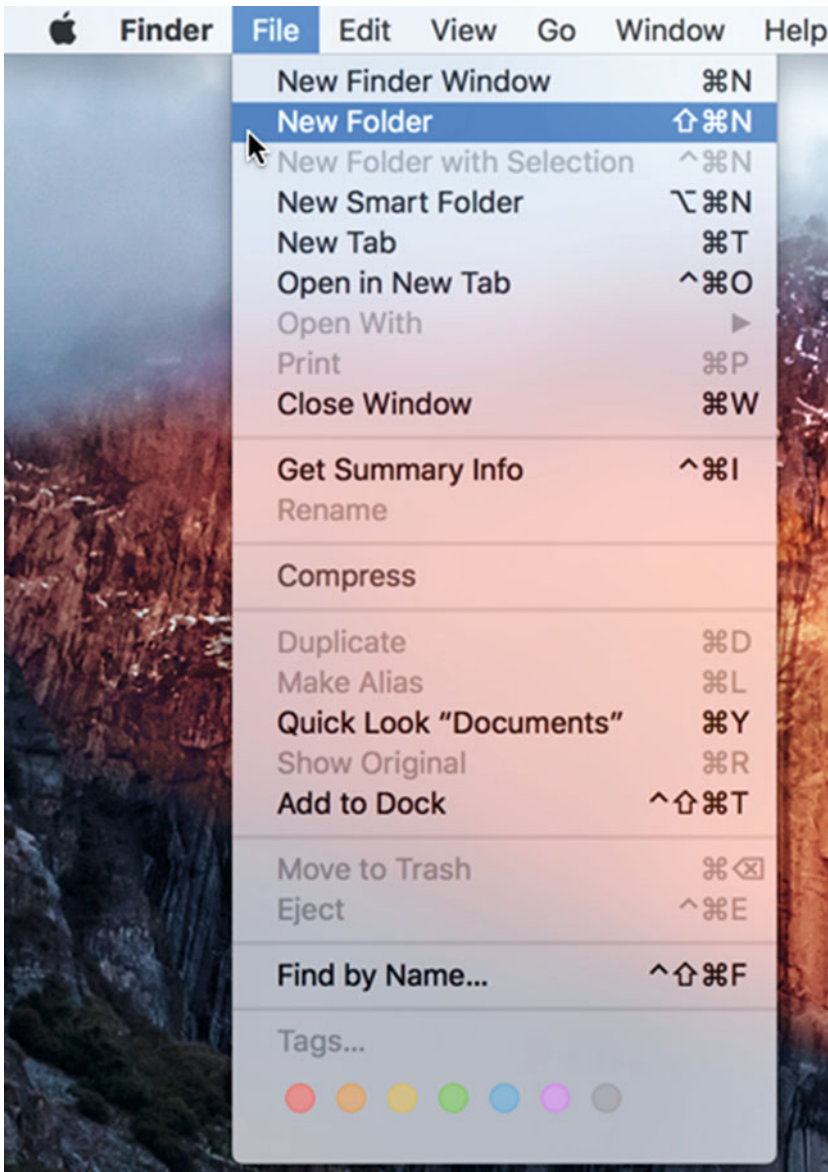 Finder File Edit View Go Window Help
New Finder Window ⌘N
New Folder ⇧⌘N
New Folder with Selection ^⌘N
New Smart Folder ⌥⌘N
New Tab ⌘T
Open in New Tab ^⌘O
Open With ▶
Print ⌘P
Close Window ⌘W
Get Summary Info ^⌘I
Rename
Compress
Duplicate ⌘D
Make Alias ⌘L
Quick Look “Documents” ⌘Y
Show Original ⌘R
Add to Dock ^⇧⌘T
Move to Trash ⌘⌫
Eject ^⌘E
Find by Name... ^⇧⌘F
Tags...